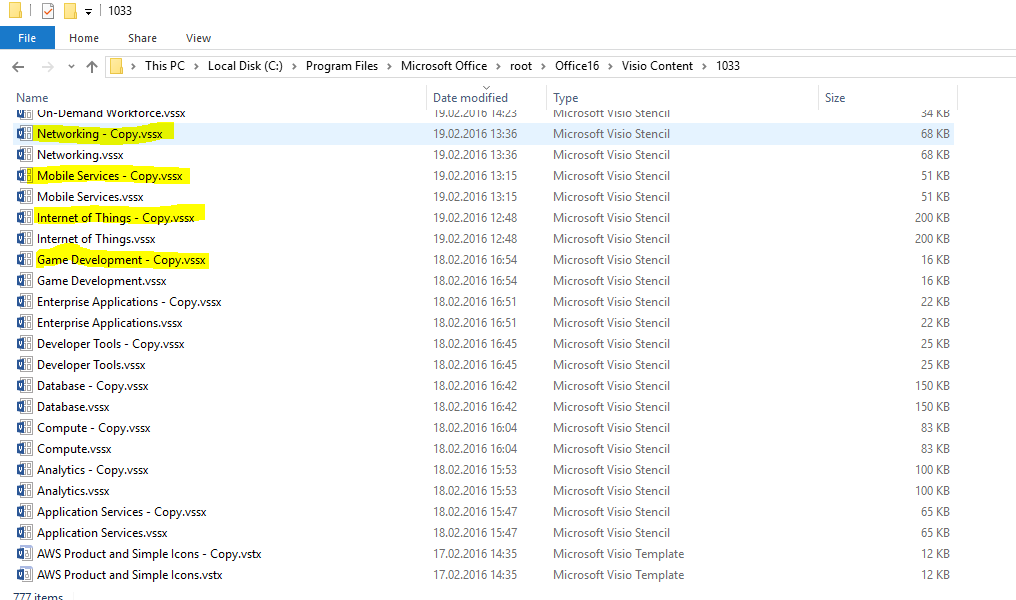 1033
File Home Share View
This PC Local Disk (C:) Program Files Microsoft Office root Office16 Visio Content 1033
Name Date modified Type Size
On-Demand Workforce.vssx 19.02.2016 14:23 Microsoft Visio Stencil 34 KB
Networking - Copy.vssx 19.02.2016 13:36 Microsoft Visio Stencil 68 KB
Networking.vssx 19.02.2016 13:36 Microsoft Visio Stencil 68 KB
Mobile Services - Copy.vssx 19.02.2016 13:15 Microsoft Visio Stencil 51 KB
Mobile Services.vssx 19.02.2016 13:15 Microsoft Visio Stencil 51 KB
Internet of Things - Copy.vssx 19.02.2016 12:48 Microsoft Visio Stencil 200 KB
Internet of Things.vssx 19.02.2016 12:48 Microsoft Visio Stencil 200 KB
Game Development - Copy.vssx 18.02.2016 16:54 Microsoft Visio Stencil 16 KB
Game Development.vssx 18.02.2016 16:54 Microsoft Visio Stencil 16 KB
Enterprise Applications - Copy.vssx 18.02.2016 16:51 Microsoft Visio Stencil 22 KB
Enterprise Applications.vssx 18.02.2016 16:51 Microsoft Visio Stencil 22 KB
Developer Tools - Copy.vssx 18.02.2016 16:45 Microsoft Visio Stencil 25 KB
Developer Tools.vssx 18.02.2016 16:45 Microsoft Visio Stencil 25 KB
Database - Copy.vssx 18.02.2016 16:42 Microsoft Visio Stencil 150 KB
Database.vssx 18.02.2016 16:42 Microsoft Visio Stencil 150 KB
Compute - Copy.vssx 18.02.2016 16:04 Microsoft Visio Stencil 83 KB
Compute.vssx 18.02.2016 16:04 Microsoft Visio Stencil 83 KB
Analytics - Copy.vssx 18.02.2016 15:53 Microsoft Visio Stencil 100 KB
Analytics.vssx 18.02.2016 15:53 Microsoft Visio Stencil 100 KB
Application Services - Copy.vssx 18.02.2016 15:47 Microsoft Visio Stencil 65 KB
Application Services.vssx 18.02.2016 15:47 Microsoft Visio Stencil 65 KB
AWS Product and Simple Icons - Copy.vstx 17.02.2016 14:35 Microsoft Visio Template 12 KB
AWS Product and Simple Icons.vstx 17.02.2016 14:35 Microsoft Visio Template 12 KB
777 items